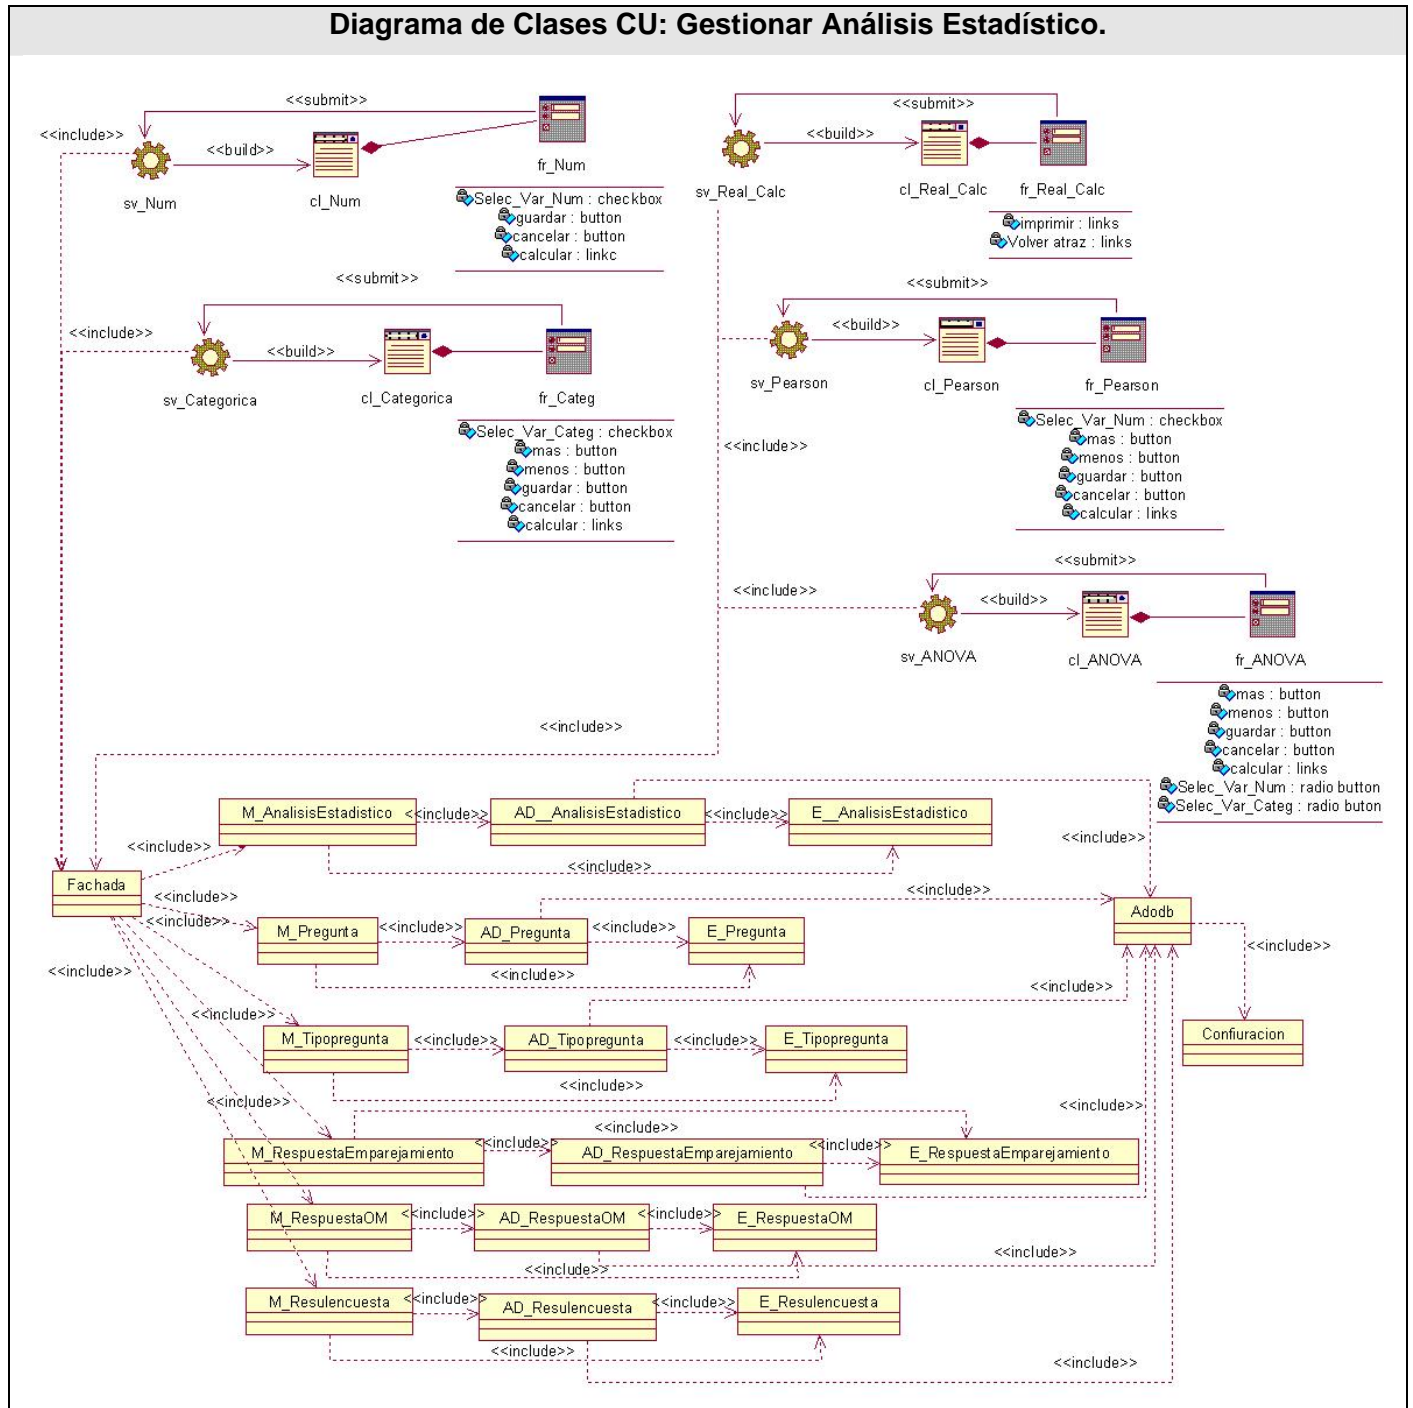 Diagrama de Clases CU: Gestionar Análisis Estadístico.
<<submit>>
<<include>>
<<build>>
sv_Num
cl_Num
fr_Num
Selec_Var_Num : checkbox
guardar : button
cancelar : button
calcular : linkc
<<submit>>
<<build>>
sv_Real_Calc
cl_Real_Calc
fr_Real_Calc
imprimir : links
Volver atraz : links
<<submit>>
<<include>>
<<build>>
sv_Categorica
cl_Categorica
fr_Categ
Selec_Var_Categ : checkbox
mas : button
menos : button
guardar : button
cancelar : button
calcular : links
<<submit>>
<<build>>
sv_Pearson
cl_Pearson
fr_Pearson
<<include>>
Selec_Var_Num : checkbox
mas : button
menos : button
guardar : button
cancelar : button
calcular : links
<<submit>>
<<include>>
<<build>>
sv_ANOVA
cl_ANOVA
fr_ANOVA
mas : button
menos : button
guardar : button
cancelar : button
calcular : links
Selec_Var_Num : radio button
Selec_Var_Categ : radio buton
<<include>>
M_AnalisisEstadistico
<<include>>
AD__AnalisisEstadistico
<<include>>
E__AnalisisEstadistico
<<include>>
<<include>>
Fachada
<<include>>
<<include>>
<<include>>
<<include>>
M_Pregunta
<<include>>
AD_Pregunta
<<include>>
E_Pregunta
<<include>>
Adodb
<<include>>
<<include>>
<<include>>
<<include>>
M_Tipopregunta
<<include>>
AD_Tipopregunta
<<include>>
E_Tipopregunta
<<include>>
Confiuracion
<<include>>
<<include>>
<<include>>
M_RespuestaEmparejamiento
<<include>>
AD_RespuestaEmparejamiento
<<include>>
E_RespuestaEmparejamiento
M_RespuestaOM
<<include>>
AD_RespuestaOM
<<include>>
E_RespuestaOM
<<include>>
<<include>>
M_Resulencuesta
<<include>>
AD_Resulencuesta
<<include>>
E_Resulencuesta
<<include>>
<<include>>